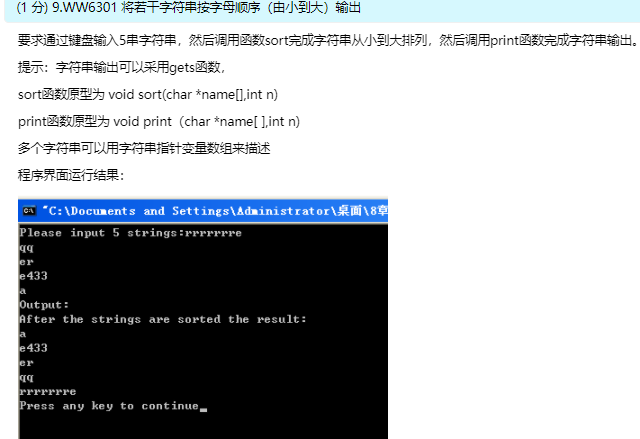 (1 分) 9.WW6301 将若干字符串按字母顺序（由小到大）输出
要求通过键盘输入5串字符串，然后调用函数sort完成字符串从小到大排列，然后调用print函数完成字符串输出。
提示：字符串输出可以采用gets函数，
sort函数原型为 void sort(char *name[],int n)
print函数原型为 void print（char *name[ ],int n)
多个字符串可以用字符串指针变量数组来描述
程序界面运行结果：
"C:\Documents and Settings\Administrator\桌面\8章
Please input 5 strings:rrrrrrre
qq
er
e433
a
Output:
After the strings are sorted the result:
a
e433
er
qq
rrrrrrre
Press any key to continue_